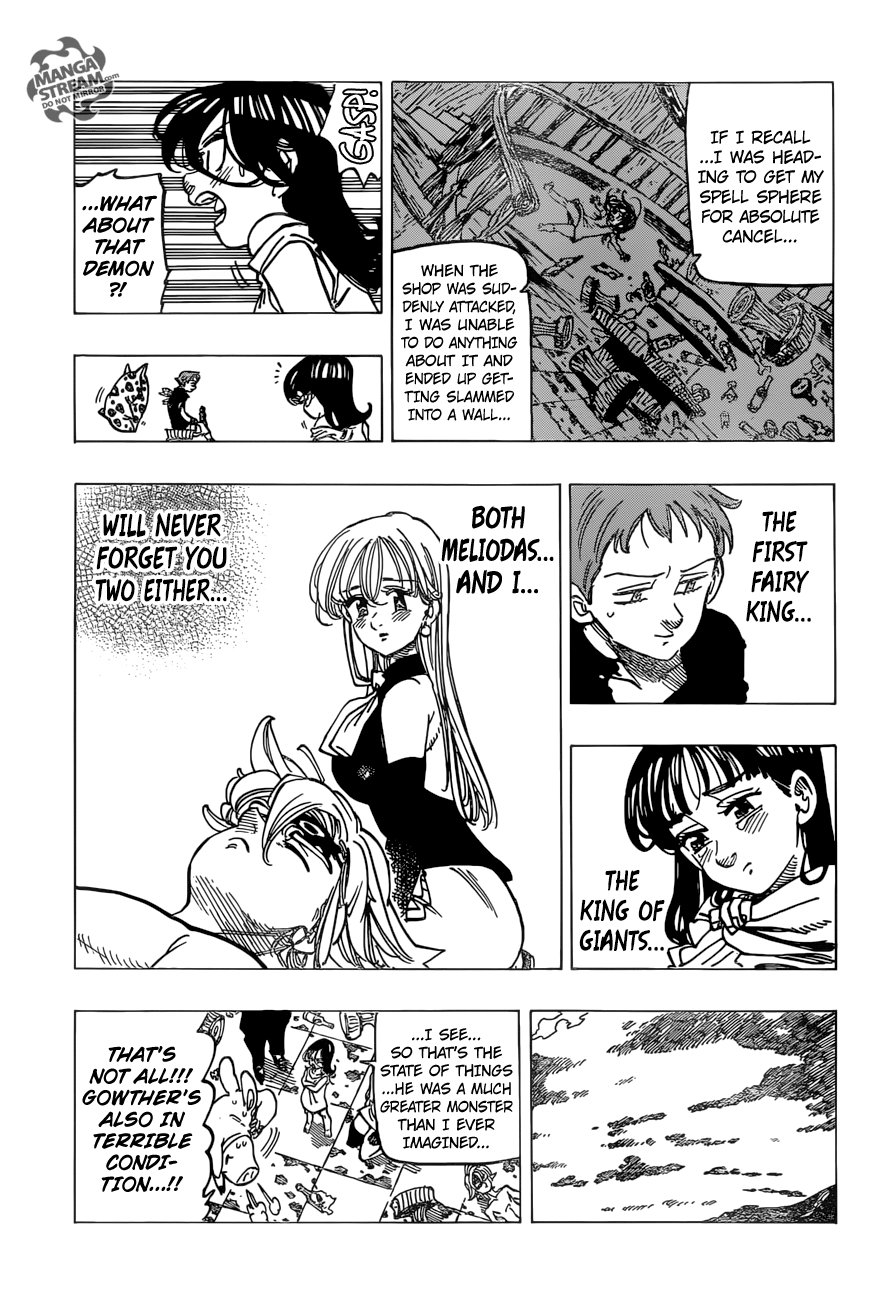 MANGA
STREAM.com
DO NOT MIRROR!
IF I RECALL
...I WAS HEAD-
ING TO GET MY
SPELL SPHERE
FOR ABSOLUTE
CANCEL...
WHEN THE
SHOP WAS SUD-
DENLY ATTACKED,
I WAS UNABLE
TO DO ANYTHING
ABOUT IT AND
ENDED UP GET-
TING SLAMMED
INTO A WALL...
GASP!
...WHAT
ABOUT
THAT
DEMON
?!
THE
FIRST
FAIRY
KING...
THE
KING OF
GIANTS...
BOTH
MELIODAS...
AND I...
WILL NEVER
FORGET YOU
TWO EITHER...
...I SEE...
SO THAT'S THE
STATE OF THINGS
...HE WAS A MUCH
GREATER MONSTER
THAN I EVER
IMAGINED...
THAT'S
NOT ALL!!!
GOWTHER'S
ALSO IN
TERRIBLE
CONDI-
TION...!!